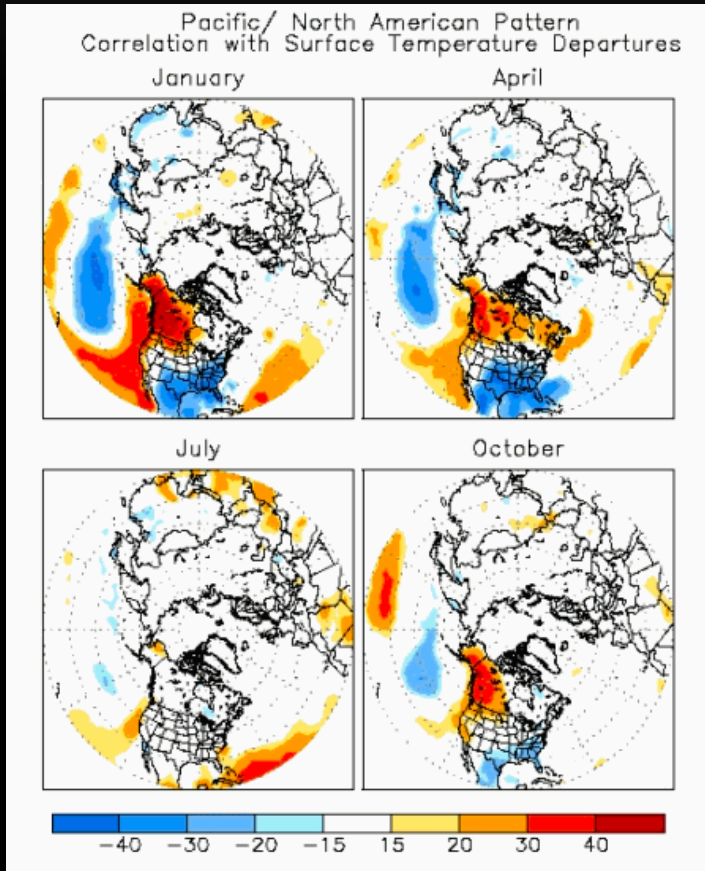 Pacific/ North American Pattern
Correlation with Surface Temperature Departures
January
April
July
October
-40 -30 -20 -15 15 20 30 40